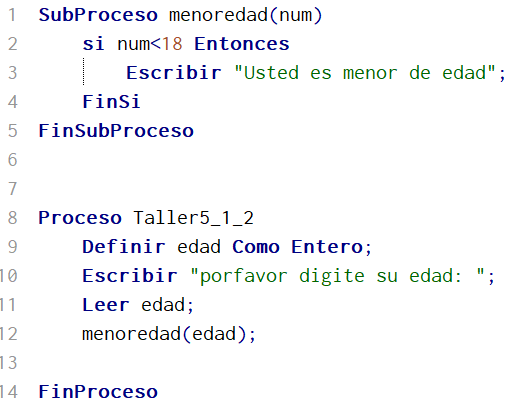 1 SubProceso menoredad(num)
2 si num<18 Entonces
3 Escribir "Usted es menor de edad";
4 FinSi
5 FinSubProceso
6
7
8 Proceso Taller5_1_2
9 Definir edad Como Entero;
10 Escribir "porfavor digite su edad: ";
11 Leer edad;
12 menoredad(edad);
13
14 FinProceso